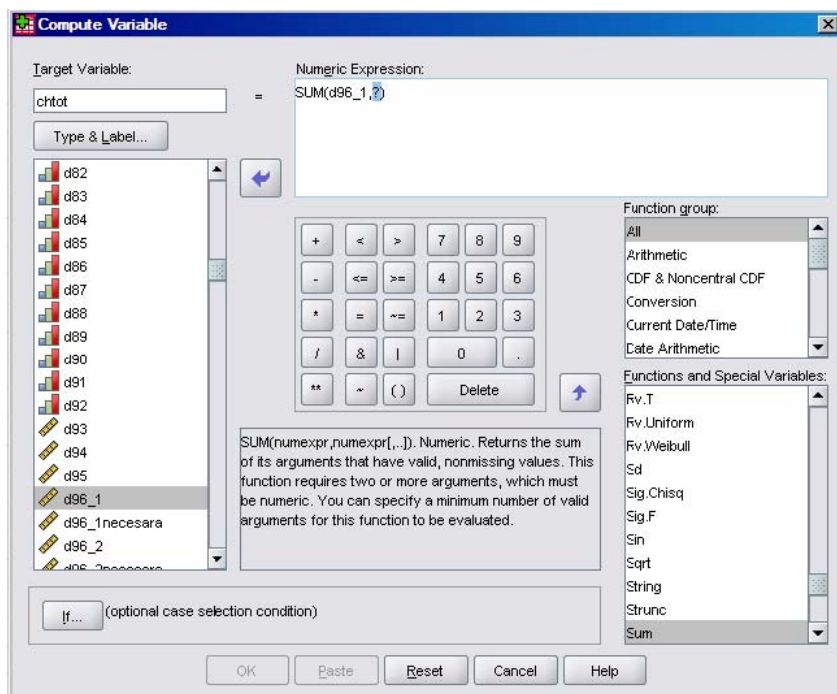 Compute Variable
Target Variable:
chtot
=
Type & Label...
Numeric Expression:
SUM(d96_1,?)
d82
d83
d84
d85
d86
d87
d88
d89
d90
d91
d92
d93
d94
d95
d96_1
d96_1necesara
d96_2
d96_2necesara
+ < > 7 8 9
- <= >= 4 5 6
* = ~= 1 2 3
/ & | 0 .
** ~ ( ) Delete
SUM(numexpr,numexpr[,..]). Numeric. Returns the sum
of its arguments that have valid, nonmissing values. This
function requires two or more arguments, which must
be numeric. You can specify a minimum number of valid
arguments for this function to be evaluated.
Function group:
All
Arithmetic
CDF & Noncentral CDF
Conversion
Current Date/Time
Date Arithmetic
Functions and Special Variables:
Rv.T
Rv.Uniform
Rv.Weibull
Sd
Sig.Chisq
Sig.F
Sin
Sqrt
String
Strunc
Sum
If... (optional case selection condition)
OK Paste Reset Cancel Help